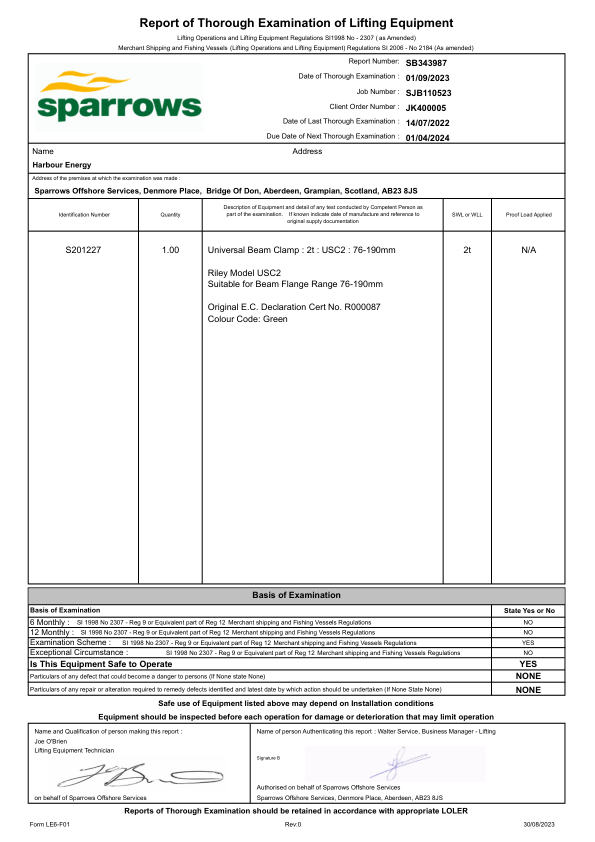 Report of Thorough Examination of Lifting Equipment
Lifting Operations and Lifting Equipment Regulations SI1998 No - 2307 ( as Amended)
Merchant Shipping and Fishing Vessels (Lifting Operations and Lifting Equipment) Regulations SI 2006 - No 2184 (As amended)
sparrows
Report Number: SB343987
Date of Thorough Examination : 01/09/2023
Job Number : SJB110523
Client Order Number : JK400005
Date of Last Thorough Examination : 14/07/2022
Due Date of Next Thorough Examination : 01/04/2024
Name Address
Harbour Energy
Address of the premises at which the examination was made :
Sparrows Offshore Services, Denmore Place, Bridge Of Don, Aberdeen, Grampian, Scotland, AB23 8JS
Identification Number
Quantity
Description of Equipment and detail of any test conducted by Competent Person as
part of the examination. If known indicate date of manufacture and reference to
original supply documentation
SWL or WLL
Proof Load Applied
S201227 1.00 Universal Beam Clamp : 2t : USC2 : 76-190mm 2t N/A
Riley Model USC2
Suitable for Beam Flange Range 76-190mm
Original E.C. Declaration Cert No. R000087
Colour Code: Green
Basis of Examination
Basis of Examination State Yes or No
6 Monthly : SI 1998 No 2307 - Reg 9 or Equivalent part of Reg 12 Merchant shipping and Fishing Vessels Regulations NO
12 Monthly : SI 1998 No 2307 - Reg 9 or Equivalent part of Reg 12 Merchant shipping and Fishing Vessels Regulations NO
Examination Scheme : SI 1998 No 2307 - Reg 9 or Equivalent part of Reg 12 Merchant shipping and Fishing Vessels Regulations YES
Exceptional Circumstance : SI 1998 No 2307 - Reg 9 or Equivalent part of Reg 12 Merchant shipping and Fishing Vessels Regulations NO
Is This Equipment Safe to Operate YES
Particulars of any defect that could become a danger to persons (If None state None) NONE
Particulars of any repair or alteration required to remedy defects identified and latest date by which action should be undertaken (If None State None) NONE
Safe use of Equipment listed above may depend on Installation conditions
Equipment should be inspected before each operation for damage or deterioration that may limit operation
Name and Qualification of person making this report :
Joe O'Brien
Lifting Equipment Technician
on behalf of Sparrows Offshore Services
Name of person Authenticating this report : Walter Service, Business Manager - Lifting
Signature B
Authorised on behalf of Sparrows Offshore Services
Sparrows Offshore Services, Denmore Place, Aberdeen, AB23 8JS
Reports of Thorough Examination should be retained in accordance with appropriate LOLER
Form LE6-F01 Rev:0 30/08/2023